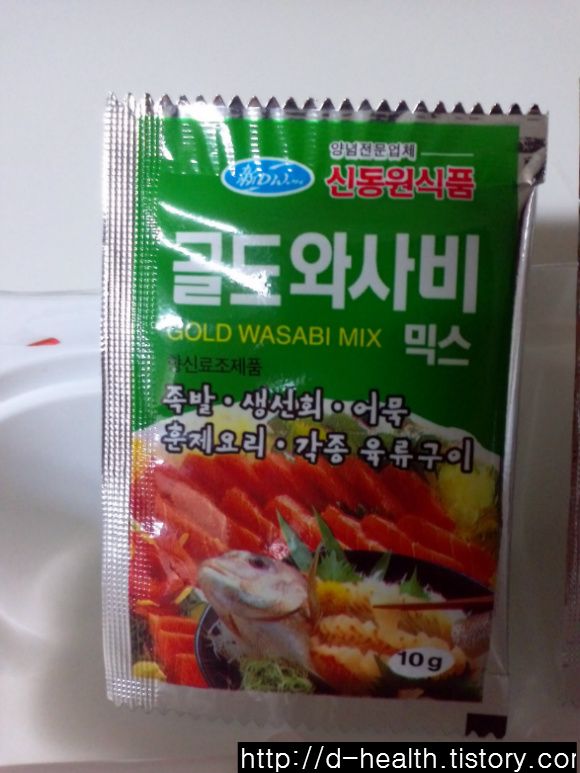 양념전문업체
신동원식품
골드 와사비
GOLD WASABI MIX 믹스
향신료조제품
족발·생선회·어묵
훈제요리·각종 육류구이
10g
http://d-health.tistory.com